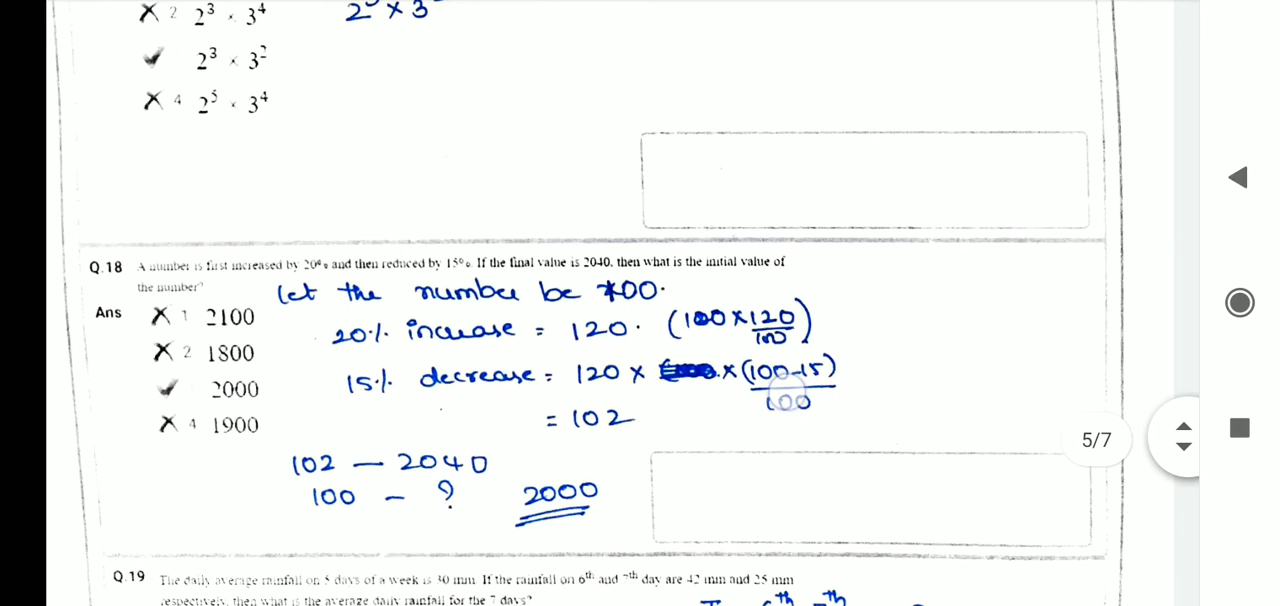 2 2³ × 3⁴
2³ × 3²
4 2⁵ × 3⁴
Q.18 A number is first increased by 20% and then reduced by 15%. If the final value is 2040, then what is the initial value of
the number?
let the number be 100.
Ans 1 2100
20% increase = 120. (100 × 120/100)
2 1800
15% decrease = 120 × × (100-15)/100
2000
= 102
4 1900
5/7
102 — 2040
100 — ? 2000
Q.19 The daily average rainfall on 5 days of a week is 30 mm. If the rainfall on 6th and 7th day are 42 mm and 25 mm
respectively, then what is the average daily rainfall for the 7 days?
6th 7th